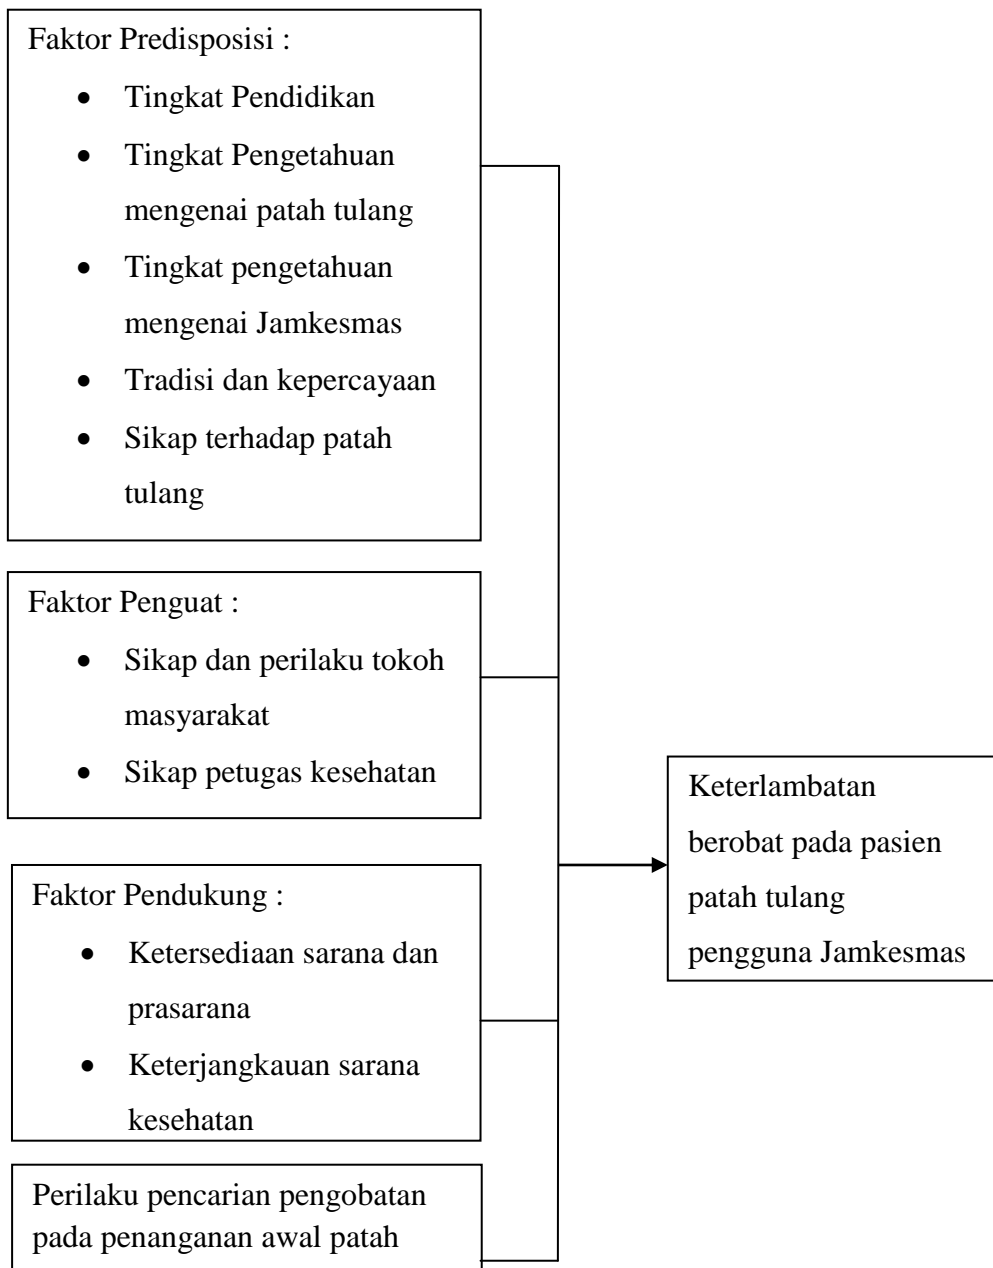 Faktor Predisposisi :
• Tingkat Pendidikan
• Tingkat Pengetahuan
mengenai patah tulang
• Tingkat pengetahuan
mengenai Jamkesmas
• Tradisi dan kepercayaan
• Sikap terhadap patah
tulang
Faktor Penguat :
• Sikap dan perilaku tokoh
masyarakat
• Sikap petugas kesehatan
Faktor Pendukung :
• Ketersediaan sarana dan
prasarana
• Keterjangkauan sarana
kesehatan
Perilaku pencarian pengobatan
pada penanganan awal patah
Keterlambatan
berobat pada pasien
patah tulang
pengguna Jamkesmas